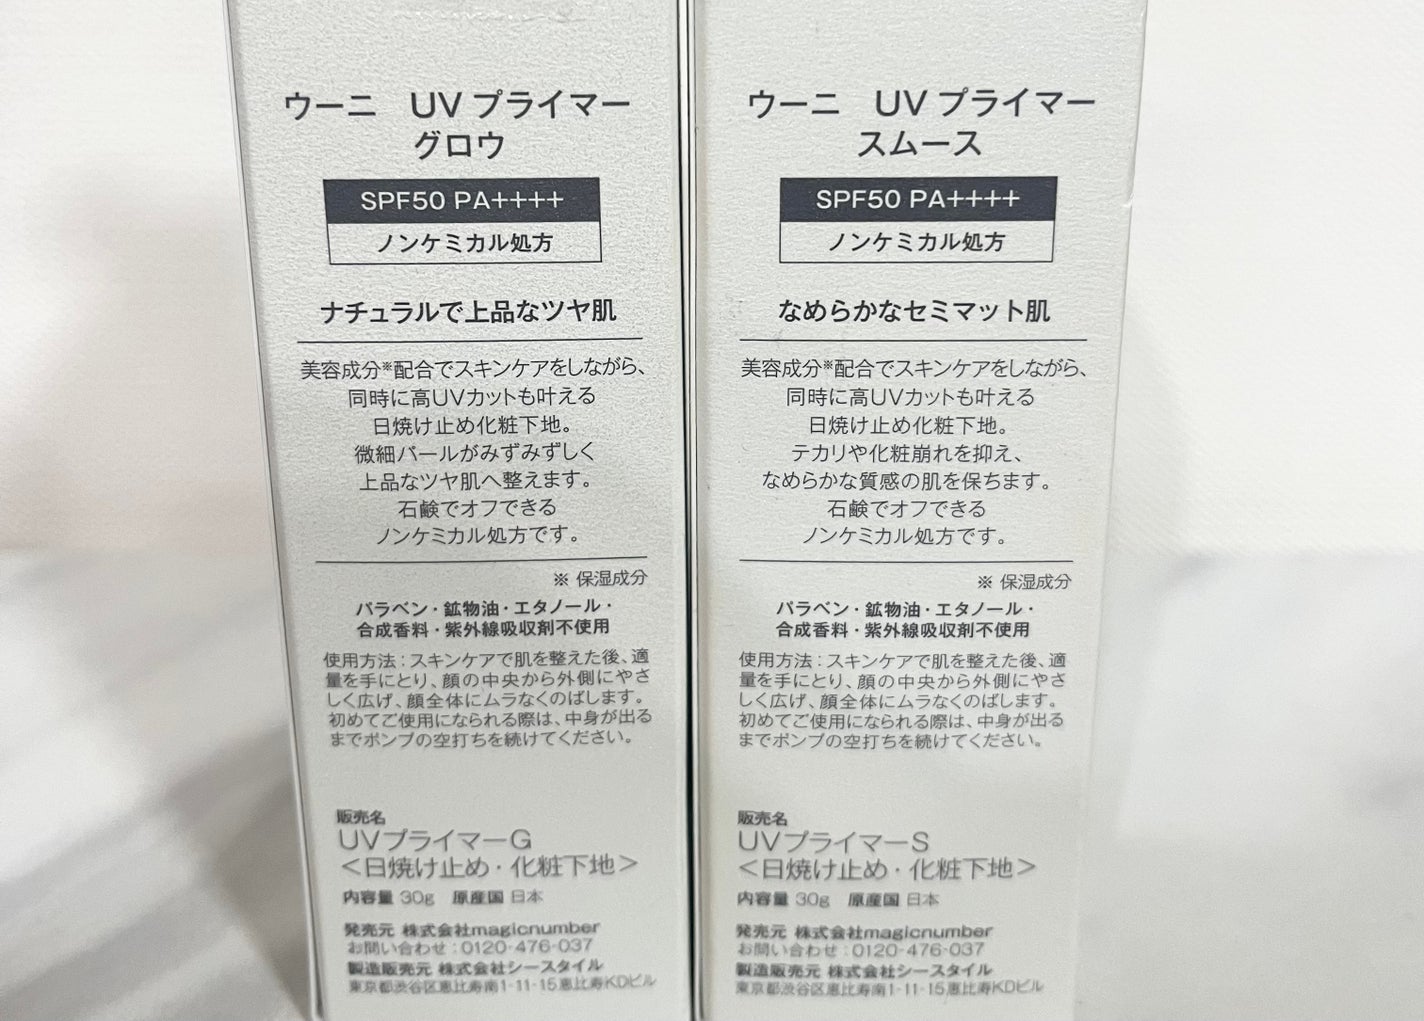 ウーニ　UV プライマー
グロウ
SPF50 PA++++
ノンケミカル処方
ナチュラルで上品なツヤ肌
美容成分※配合でスキンケアをしながら、
同時に高UVカットも叶える
日焼け止め化粧下地。
微細パールがみずみずしく
上品なツヤ肌へ整えます。
石鹸でオフできる
ノンケミカル処方です。
※ 保湿成分
パラベン・鉱物油・エタノール・
合成香料・紫外線吸収剤不使用
使用方法：スキンケアで肌を整えた後、適
量を手にとり、顔の中央から外側にやさ
しく広げ、顔全体にムラなくのばします。
初めてご使用になられる際は、中身が出る
までポンプの空打ちを続けてください。
販売名
UVプライマーG
＜日焼け止め・化粧下地＞
内容量 30g　原産国 日本
発売元 株式会社magicnumber
お問い合わせ：0120-476-037
製造販売元 株式会社シースタイル
東京都渋谷区恵比寿南1-11-15恵比寿KDビル
ウーニ　UV プライマー
スムース
SPF50 PA++++
ノンケミカル処方
なめらかなセミマット肌
美容成分※配合でスキンケアをしながら、
同時に高UVカットも叶える
日焼け止め化粧下地。
テカリや化粧崩れを抑え、
なめらかな質感の肌を保ちます。
石鹸でオフできる
ノンケミカル処方です。
※ 保湿成分
パラベン・鉱物油・エタノール・
合成香料・紫外線吸収剤不使用
使用方法：スキンケアで肌を整えた後、適
量を手にとり、顔の中央から外側にやさ
しく広げ、顔全体にムラなくのばします。
初めてご使用になられる際は、中身が出る
までポンプの空打ちを続けてください。
販売名
UVプライマーS
＜日焼け止め・化粧下地＞
内容量 30g　原産国 日本
発売元 株式会社magicnumber
お問い合わせ：0120-476-037
製造販売元 株式会社シースタイル
東京都渋谷区恵比寿南1-11-15恵比寿KDビル